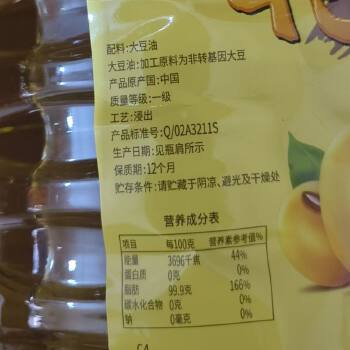 配料:大豆油
大豆油:加工原料为非转基因大豆
产品原产国:中国
质量等级:一级
工艺:浸出
产品标准号:Q/02A3211S
生产日期:见瓶肩所示
保质期:12个月
贮存条件:请贮藏于阴凉、避光及干燥处
营养成分表
项目 每100克 营养素参考值%
能量 3696千焦 44%
蛋白质 0克
脂肪 99.9克 166%
碳水化合物 0克
钠 0毫克 0%